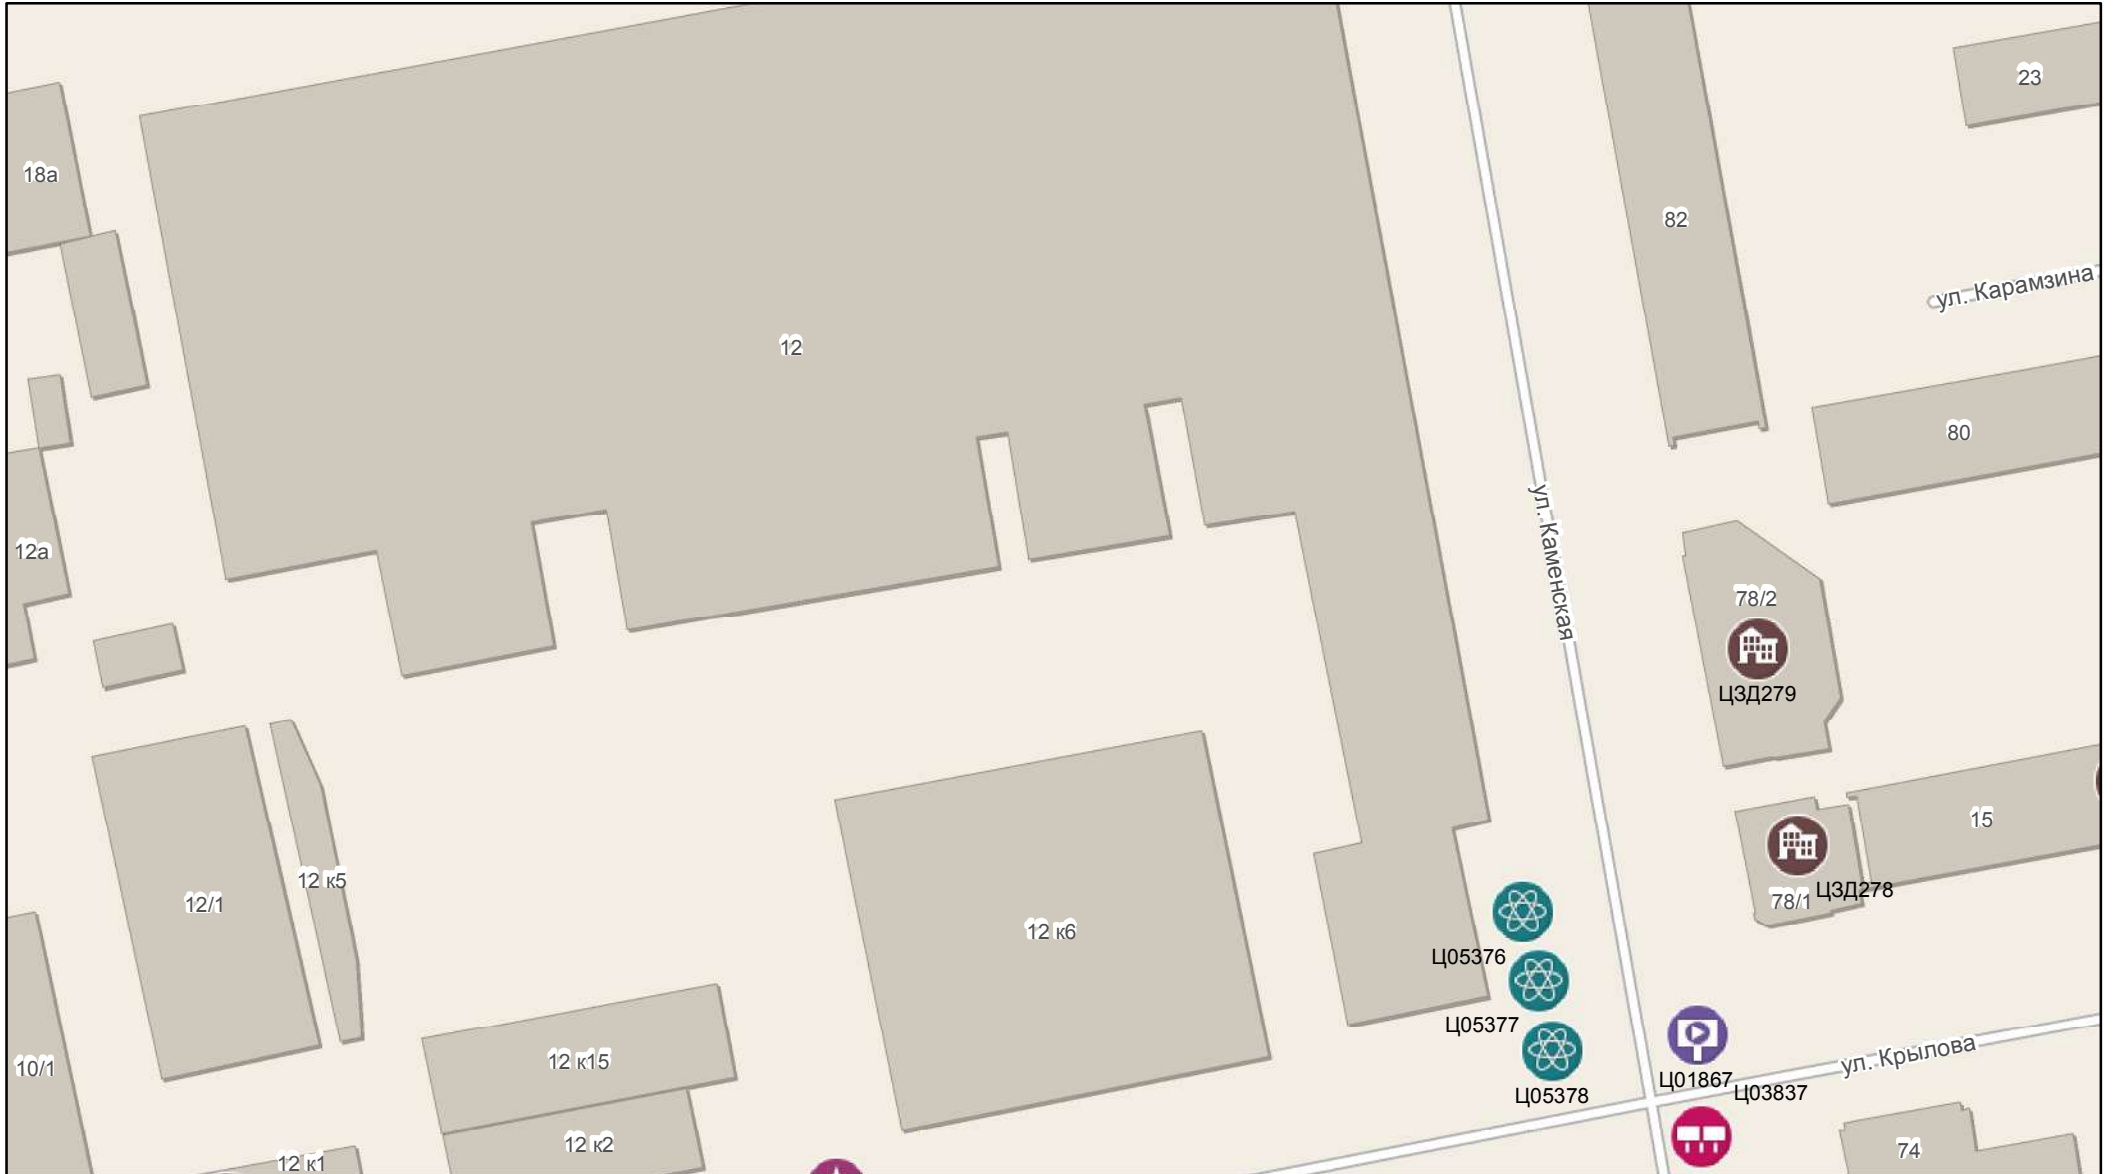 23
18а
82
ул. Карамзина
12
80
ул. Каменская
12а
78/2
ЦЗД279
15
12 к5
ЦЗД278
78/1
12/1
12 к6
Ц05376
Ц05377
12 к15
10/1
ул. Крылова
Ц01867
Ц03837
Ц05378
12 к2
74
12 к1